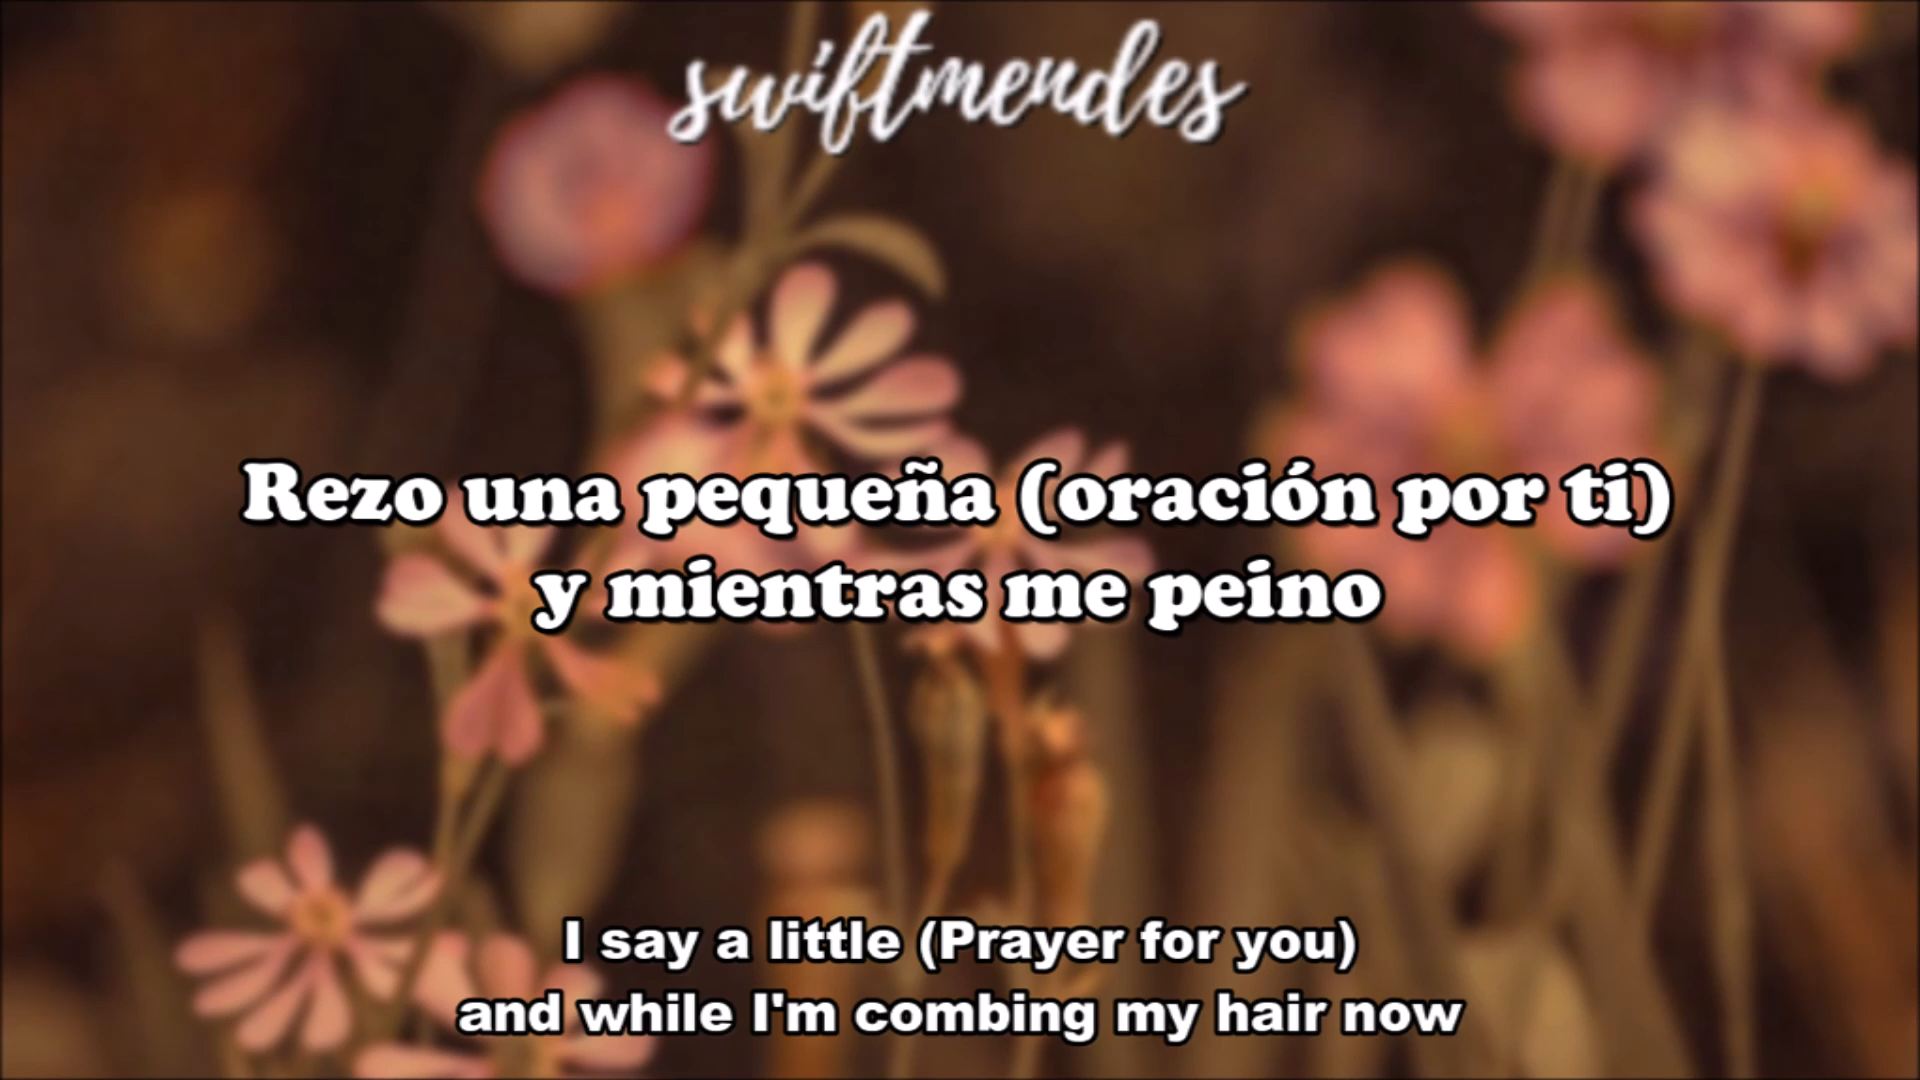 swiftmendes
Rezo una pequeña (oración por ti)
y mientras me peino
I say a little (Prayer for you)
and while I'm combing my hair now